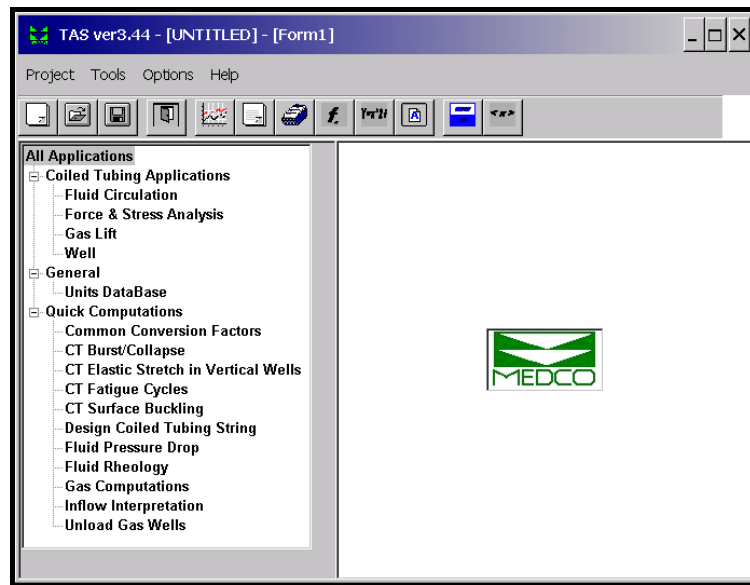 TAS ver3.44 - [UNTITLED] - [Form1]
Project Tools Options Help
All Applications
Coiled Tubing Applications
Fluid Circulation
Force & Stress Analysis
Gas Lift
Well
General
Units DataBase
Quick Computations
Common Conversion Factors
CT Burst/Collapse
CT Elastic Stretch in Vertical Wells
CT Fatigue Cycles
CT Surface Buckling
Design Coiled Tubing String
Fluid Pressure Drop
Fluid Rheology
Gas Computations
Inflow Interpretation
Unload Gas Wells
MEDCO